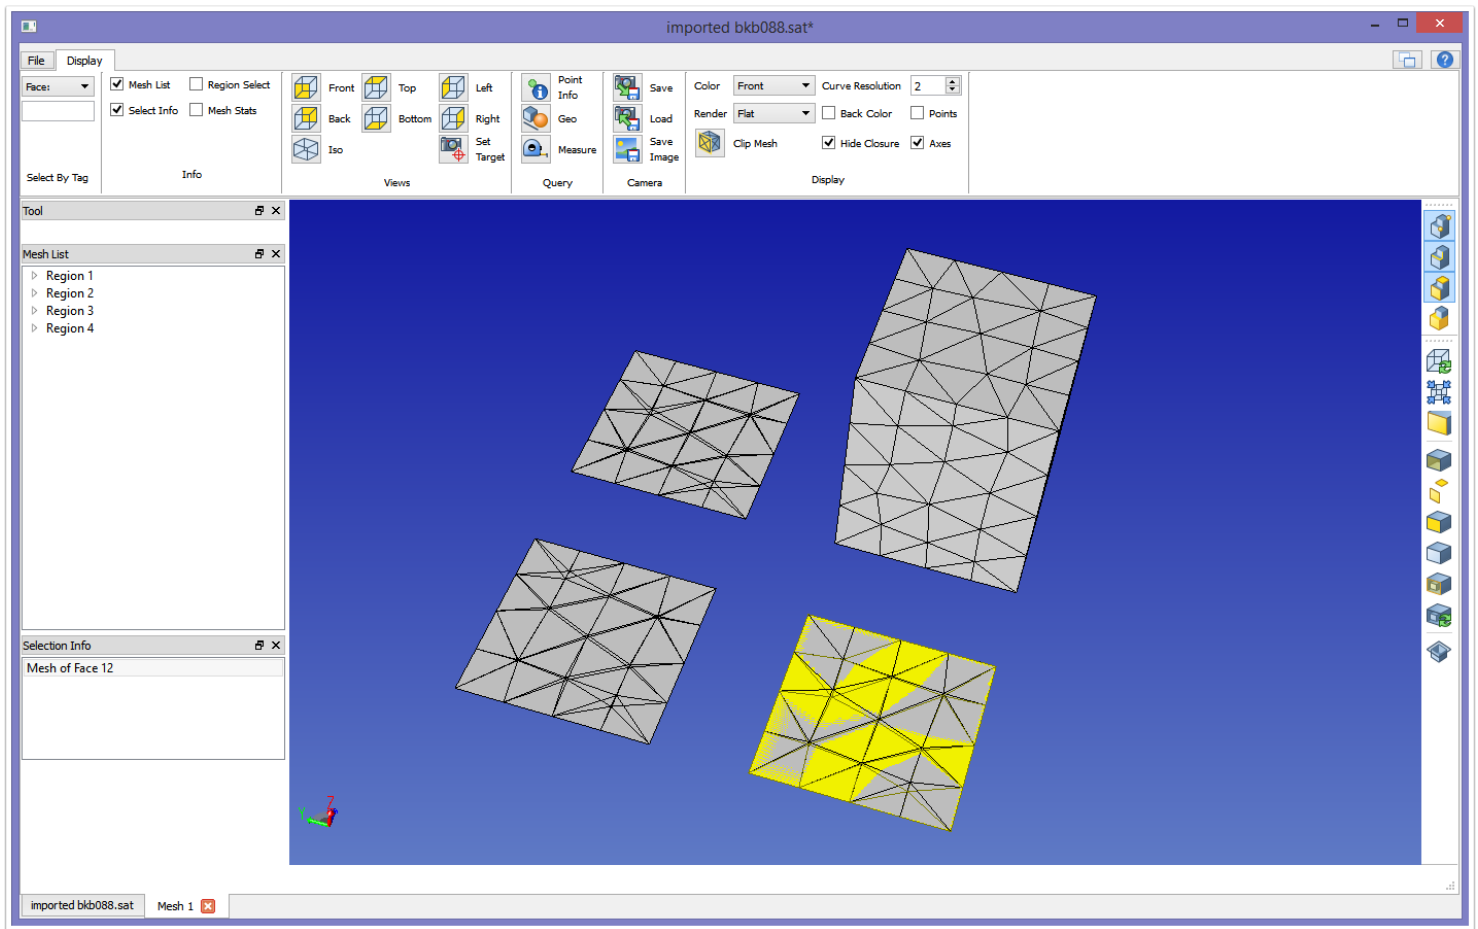 imported bkb088.sat*
File Display
Face: Mesh List Region Select
Select Info Mesh Stats
Select By Tag
Info
Front Top Left
Back Bottom Right
Iso Set Target
Views
Point Info
Geo
Measure
Query
Save
Load
Save Image
Camera
Color Front Curve Resolution 2
Render Flat Back Color Points
Clip Mesh Hide Closure Axes
Display
Tool
Mesh List
Region 1
Region 2
Region 3
Region 4
Selection Info
Mesh of Face 12
Z
Y
imported bkb088.sat Mesh 1